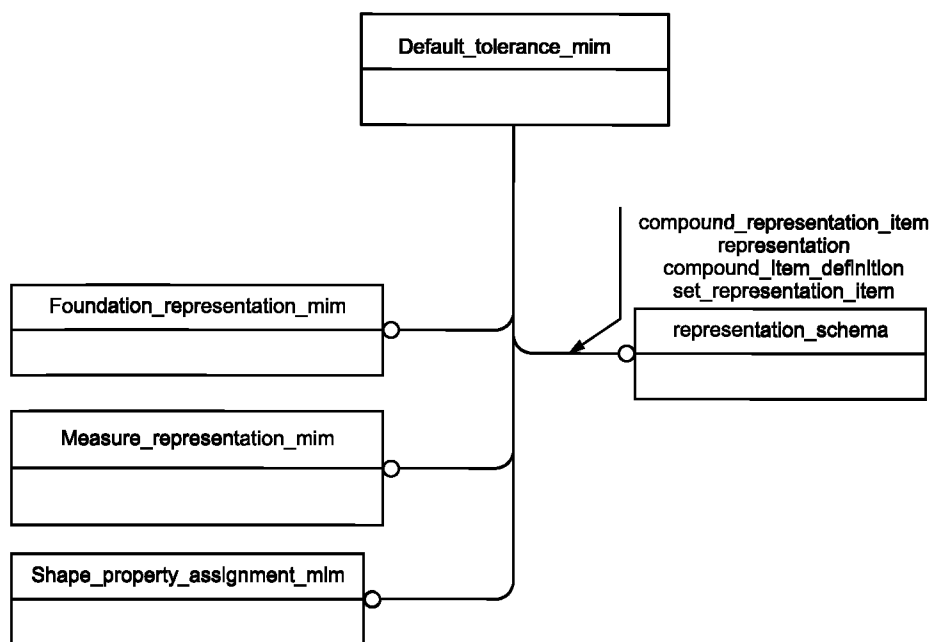 Default_tolerance_mim
compound_representation_item
representation
compound_item_definition
set_representation_item
Foundation_representation_mim
representation_schema
Measure_representation_mim
Shape_property_assignment_mim